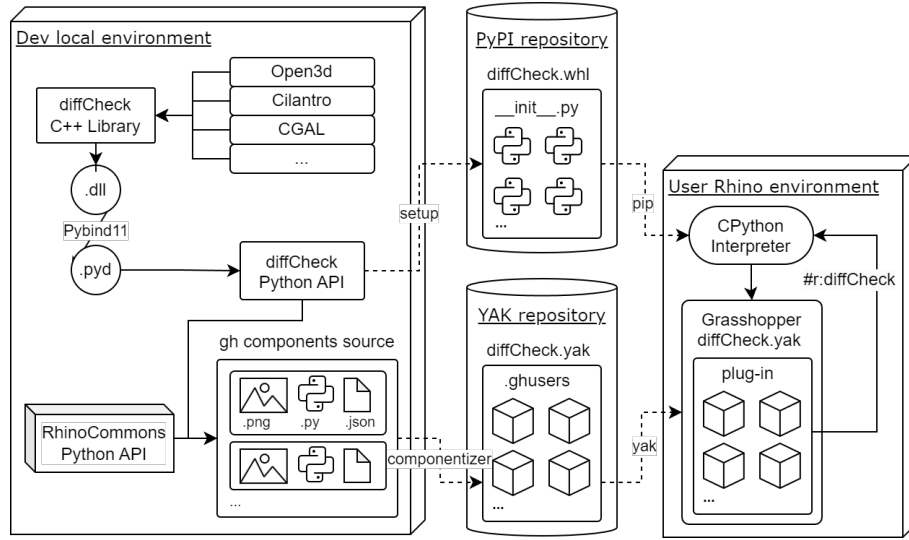 Dev local environment
Open3d
Cilantro
CGAL
...
diffCheck
C++ Library
.dll
Pybind11
.pyd
diffCheck
Python API
setup
gh components source
.png
.py
.json
...
RhinoCommons
Python API
componentizer
PyPI repository
diffCheck.whl
__init__.py
...
pip
YAK repository
diffCheck.yak
.ghusers
...
yak
User Rhino environment
CPython
Interpreter
#r:diffCheck
Grasshopper
diffCheck.yak
plug-in
...